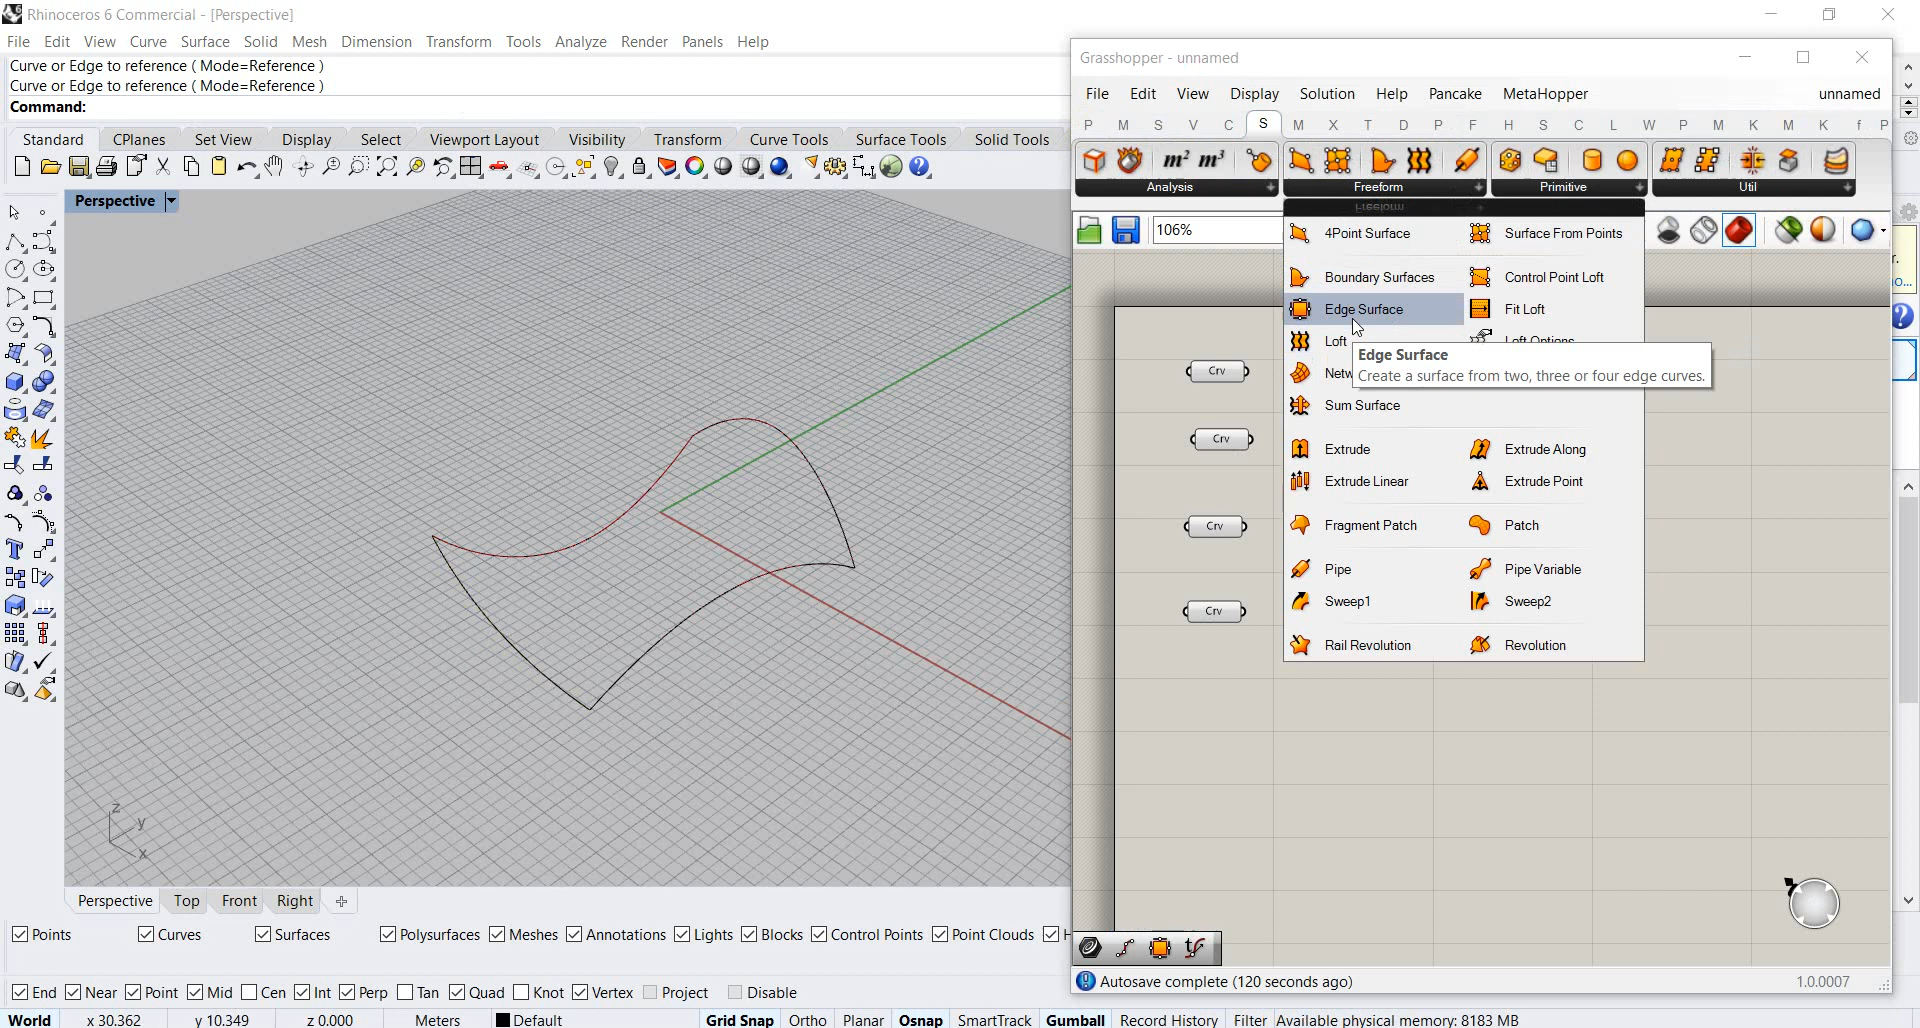 Rhinoceros 6 Commercial - [Perspective]
File Edit View Curve Surface Solid Mesh Dimension Transform Tools Analyze Render Panels Help
Curve or Edge to reference ( Mode=Reference )
Curve or Edge to reference ( Mode=Reference )
Command:
Standard CPlanes Set View Display Select Viewport Layout Visibility Transform Curve Tools Surface Tools Solid Tools
Perspective
z
y
x
Perspective Top Front Right
Points Curves Surfaces Polysurfaces Meshes Annotations Lights Blocks Control Points Point Clouds H
End Near Point Mid Cen Int Perp Tan Quad Knot Vertex Project Disable
World x 30.362 y 10.349 z 0.000 Meters Default Grid Snap Ortho Planar Osnap SmartTrack Gumball Record History Filter Available physical memory: 8183 MB
Grasshopper - unnamed
File Edit View Display Solution Help Pancake MetaHopper unnamed
P M S V C S M X T D P F H S C L W P M K M K f P
m² m³
Analysis Freeform Primitive Util
Freeform
106%
4Point Surface Surface From Points
Boundary Surfaces Control Point Loft
Edge Surface Fit Loft
Loft Loft Options
Netw
Edge Surface
Create a surface from two, three or four edge curves.
Sum Surface
Extrude Extrude Along
Extrude Linear Extrude Point
Fragment Patch Patch
Pipe Pipe Variable
Sweep1 Sweep2
Rail Revolution Revolution
Crv
Crv
Crv
Crv
Autosave complete (120 seconds ago) 1.0.0007
r.
o...